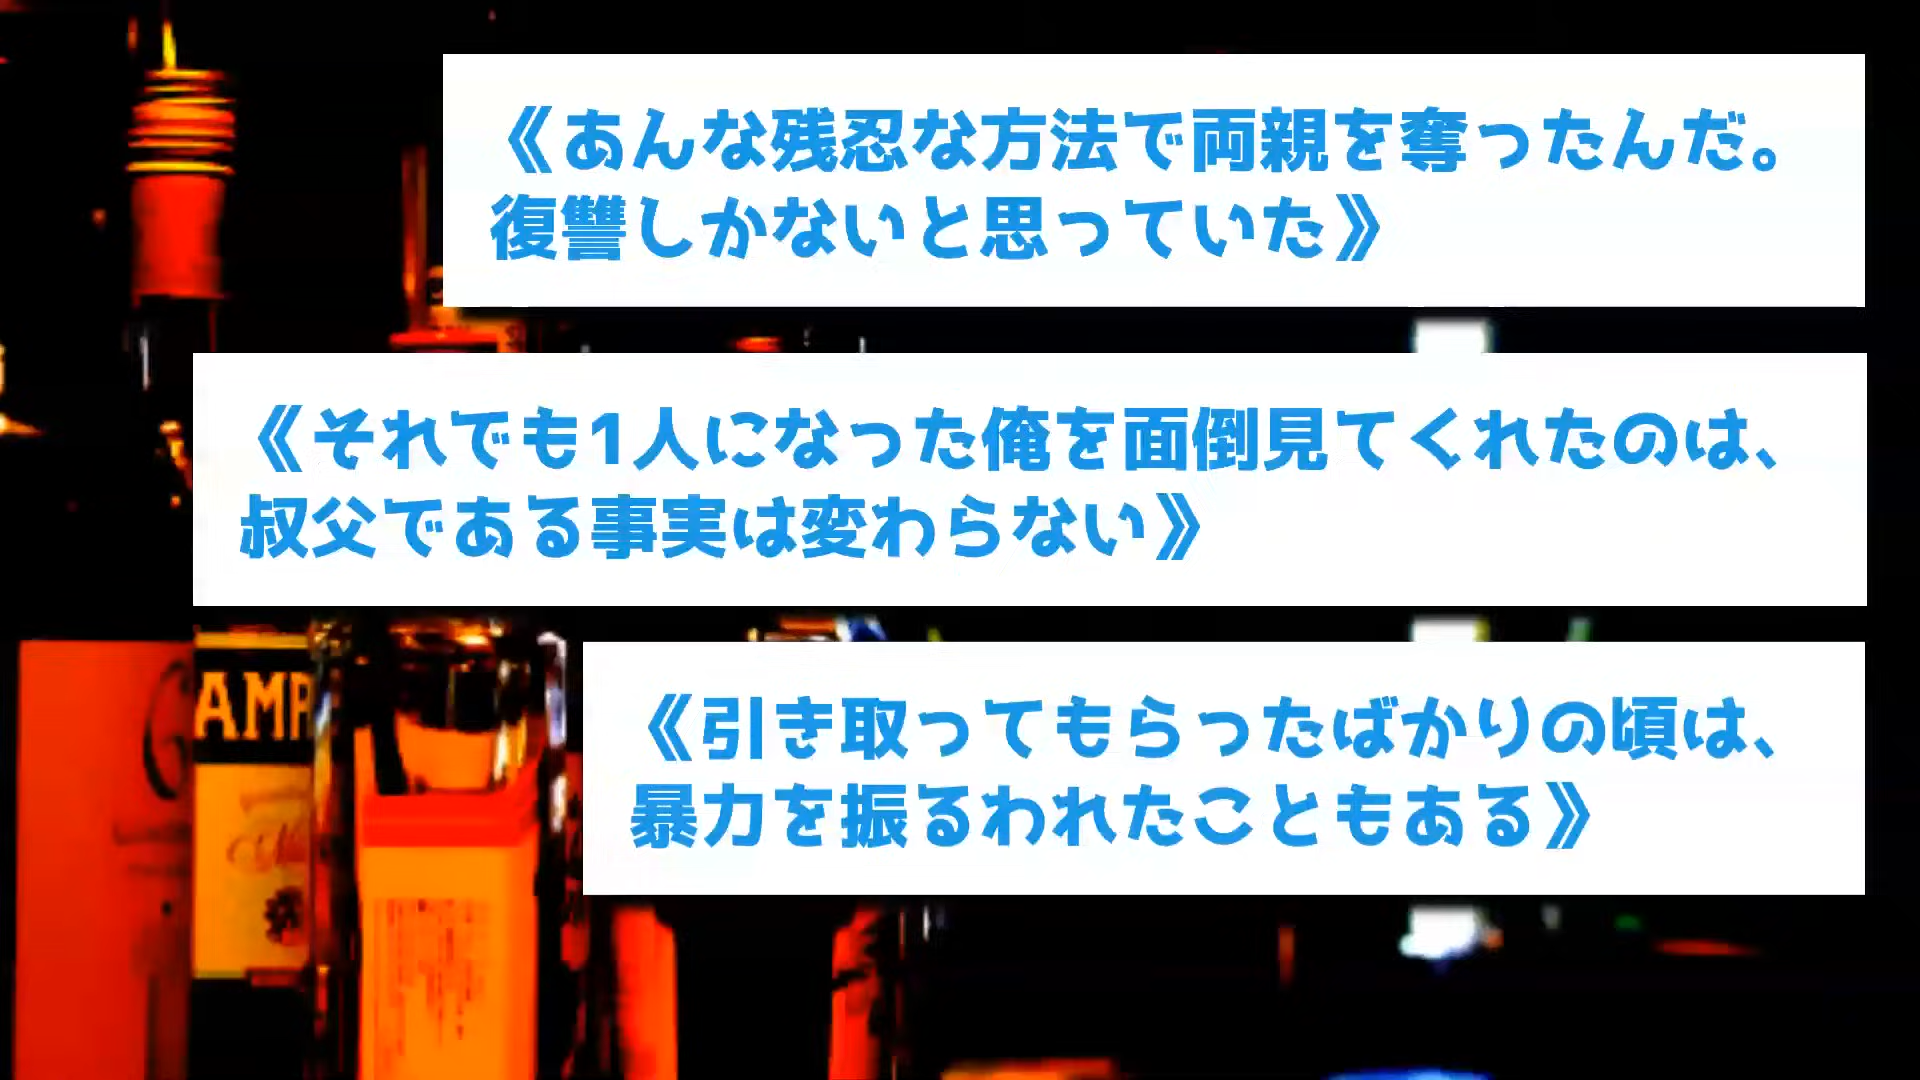 《あんな残忍な方法で両親を奪ったんだ。
復讐しかないと思っていた》
《それでも1人になった俺を面倒見てくれたのは、
叔父である事実は変わらない》
《引き取ってもらったばかりの頃は、
暴力を振るわれたこともある》
AMP